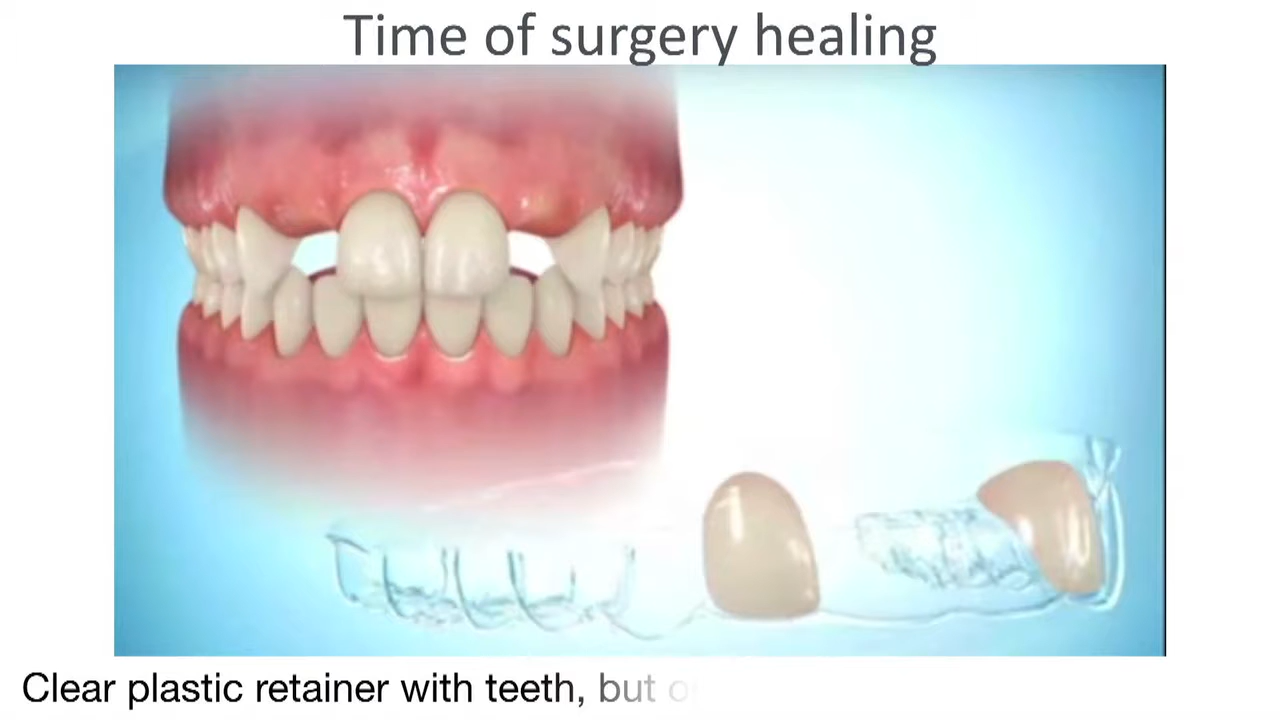 Time of surgery healing
Clear plastic retainer with teeth, but